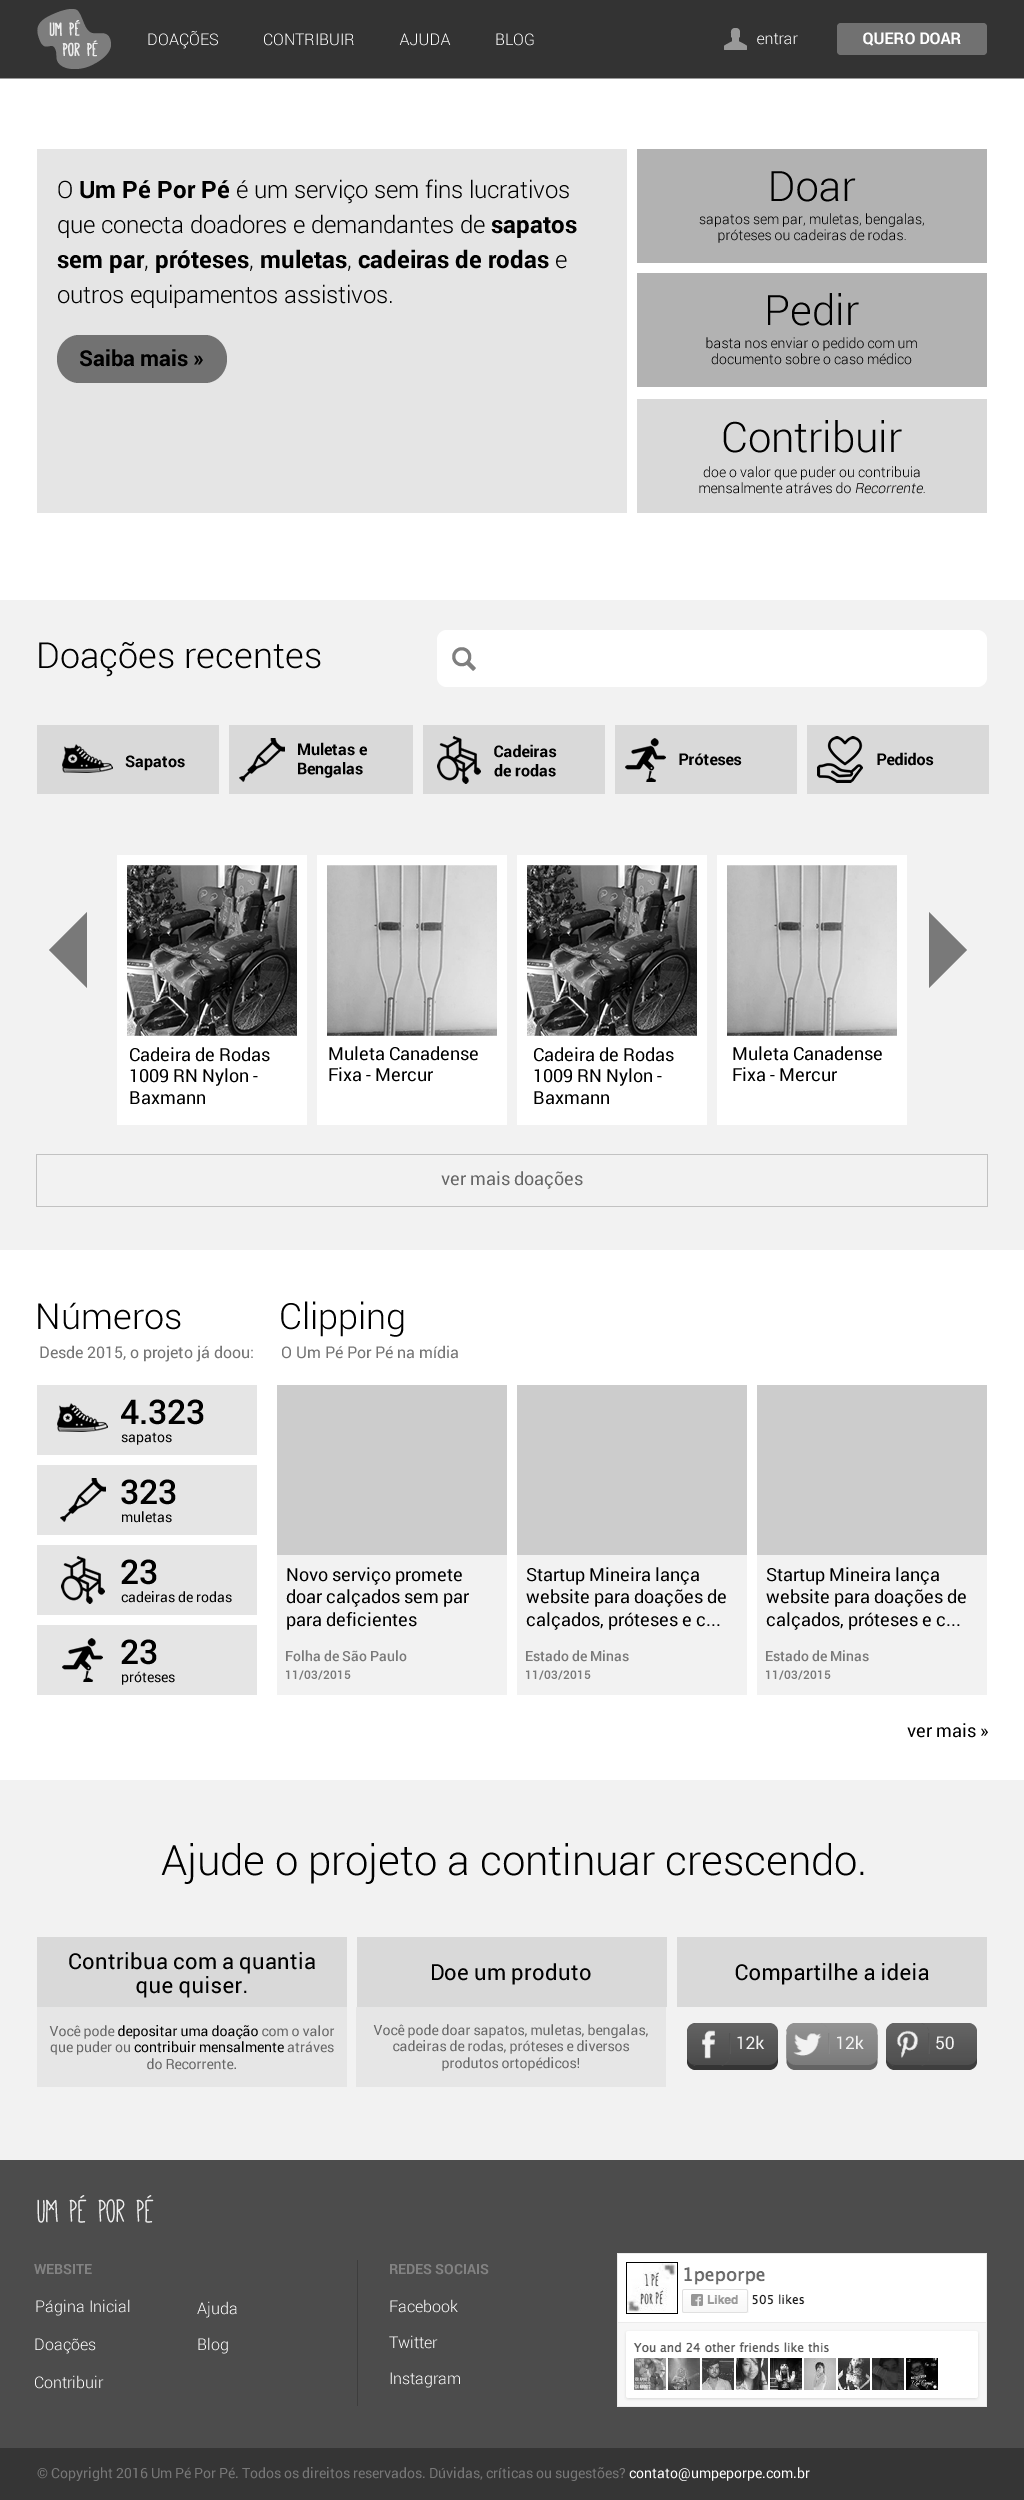 UM PÉ
POR PÉ
DOAÇÕES
CONTRIBUIR
AJUDA
BLOG
entrar
QUERO DOAR
O Um Pé Por Pé é um serviço sem fins lucrativos
que conecta doadores e demandantes de sapatos
sem par, próteses, muletas, cadeiras de rodas e
outros equipamentos assistivos.
Saiba mais »
Doar
sapatos sem par, muletas, bengalas,
próteses ou cadeiras de rodas.
Pedir
basta nos enviar o pedido com um
documento sobre o caso médico
Contribuir
doe o valor que puder ou contribuia
mensalmente atráves do Recorrente.
Doações recentes
Sapatos
Muletas e
Bengalas
Cadeiras
de rodas
Próteses
Pedidos
Cadeira de Rodas
1009 RN Nylon -
Baxmann
Muleta Canadense
Fixa - Mercur
Cadeira de Rodas
1009 RN Nylon -
Baxmann
Muleta Canadense
Fixa - Mercur
ver mais doações
Números
Desde 2015, o projeto já doou:
4.323
sapatos
323
muletas
23
cadeiras de rodas
23
próteses
Clipping
O Um Pé Por Pé na mídia
Novo serviço promete
doar calçados sem par
para deficientes
Folha de São Paulo
11/03/2015
Startup Mineira lança
website para doações de
calçados, próteses e c...
Estado de Minas
11/03/2015
Startup Mineira lança
website para doações de
calçados, próteses e c...
Estado de Minas
11/03/2015
ver mais »
Ajude o projeto a continuar crescendo.
Contribua com a quantia
que quiser.
Você pode depositar uma doação com o valor
que puder ou contribuir mensalmente atráves
do Recorrente.
Doe um produto
Você pode doar sapatos, muletas, bengalas,
cadeiras de rodas, próteses e diversos
produtos ortopédicos!
Compartilhe a ideia
12k
12k
50
UM PÉ POR PÉ
WEBSITE
Página Inicial
Doações
Contribuir
Ajuda
Blog
REDES SOCIAIS
Facebook
Twitter
Instagram
1 PÉ
POR PÉ
1peporpe
Liked
505 likes
You and 24 other friends like this
© Copyright 2016 Um Pé Por Pé. Todos os direitos reservados. Dúvidas, críticas ou sugestões? contato@umpeporpe.com.br